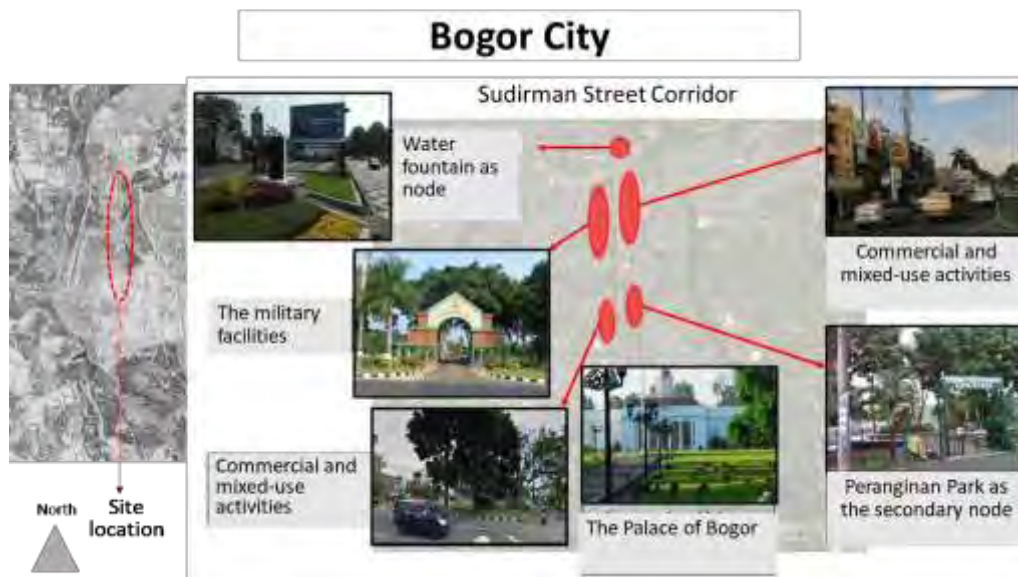 Bogor City
Sudirman Street Corridor
Water
fountain as
node
Commercial and
mixed-use activities
The military
facilities
Commercial and
mixed-use
activities
The Palace of Bogor
Peranginan Park as
the secondary node
North
Site
location